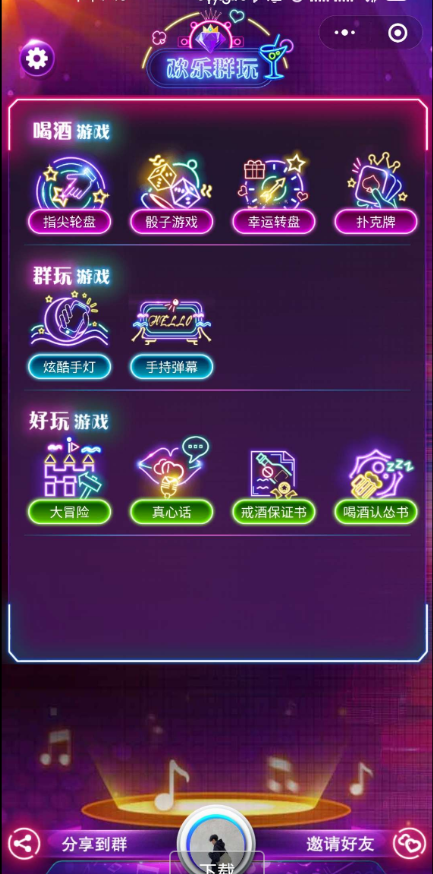 欢乐群玩
喝酒游戏
指尖轮盘 骰子游戏 幸运转盘 扑克牌
群玩游戏
HELLO
炫酷手灯 手持弹幕
好玩游戏
zzz
大冒险 真心话 戒酒保证书 喝酒认怂书
分享到群 邀请好友
下载